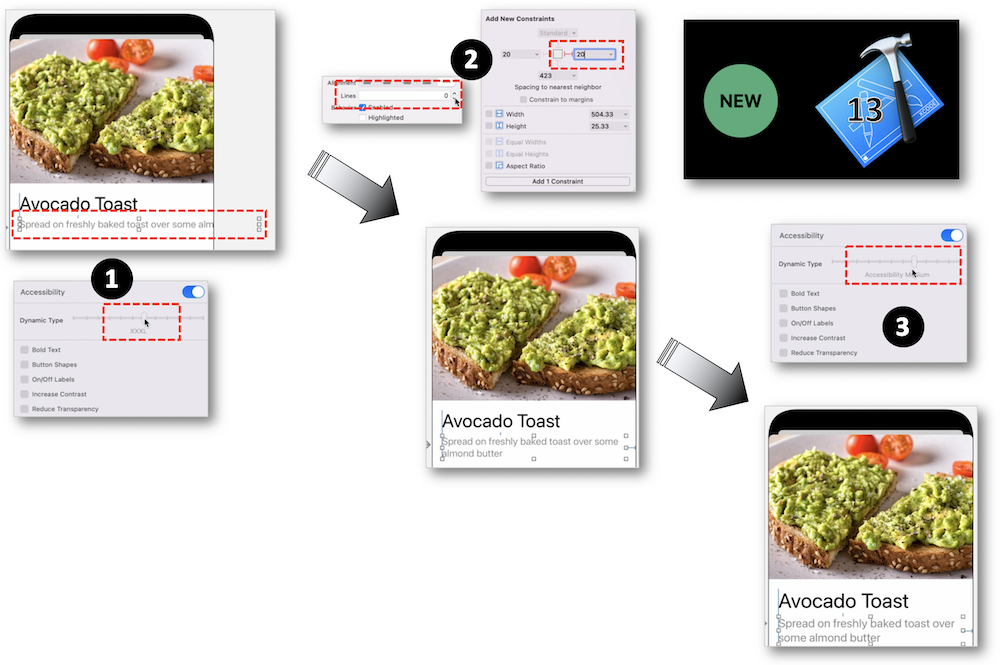 Avocado Toast
Spread on freshly baked toast over some alm
1
Accessibility
Dynamic Type
XXXL
Bold Text
Button Shapes
On/Off Labels
Increase Contrast
Reduce Transparency
Lines 0
Enabled
Highlighted
2
Add New Constraints
Standard
20 20
423
Spacing to nearest neighbor
Constrain to margins
Width 504.33
Height 25.33
Equal Widths
Equal Heights
Aspect Ratio
Add 1 Constraint
NEW
13
XCODE
Avocado Toast
Spread on freshly baked toast over some
almond butter
Accessibility
Dynamic Type
Accessibility Medium
Bold Text
Button Shapes
On/Off Labels
Increase Contrast
Reduce Transparency
3
Avocado Toast
Spread on freshly baked toast over
some almond butter